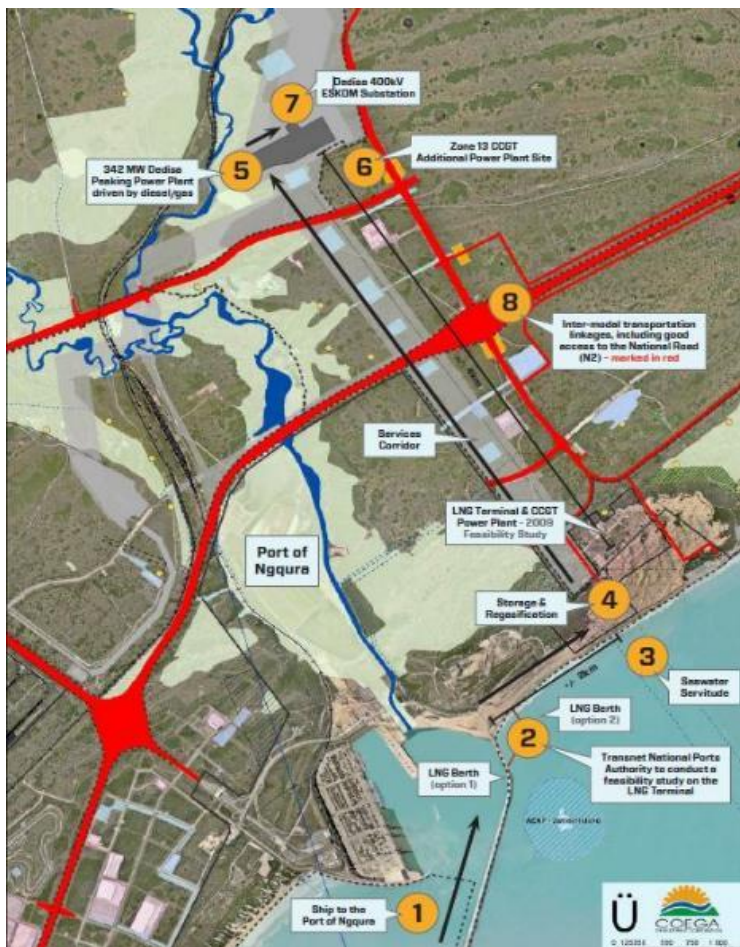 Dedisa 400kV
ESKOM Substation
7
342 MW Dedisa
Peaking Power Plant
driven by diesel/gas
5
6
Zone 13 CCGT
Additional Power Plant Site
8
Inter-modal transportation
linkages, including good
access to the National Road
(N2) - marked in red
Services
Corridor
LNG Terminal & CCGT
Power Plant - 2009
Feasibility Study
Port of
Ngqura
Storage &
Regasification
4
3
Seawater
Servitude
+/- 2km
LNG Berth
(option 2)
2
Transnet National Ports
Authority to conduct a
feasibility study on the
LNG Terminal
LNG Berth
(option 1)
1
Ship to the
Port of Ngqura
Ü
COEGA